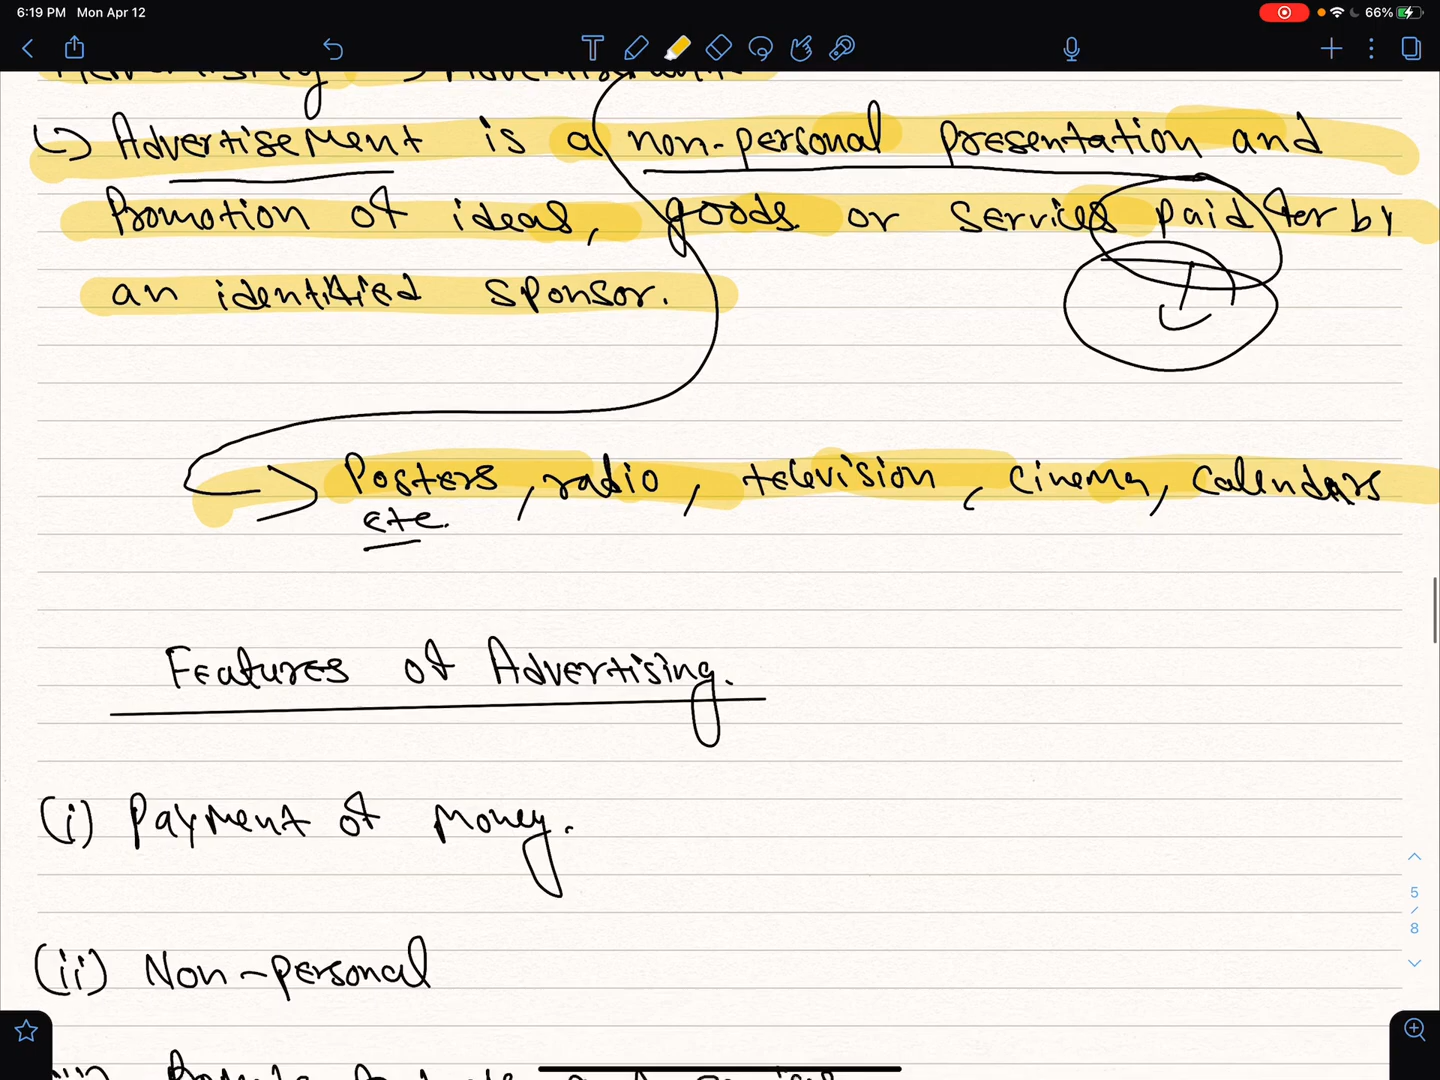 6:19 PM Mon Apr 12
66%
Advertisement is a non-personal presentation and
Promotion of ideas, goods or services paid for by
an identified sponsor.
Posters, radio, television, cinema, calendars
etc.
Features of Advertising.
(i) Payment of Money.
(ii) Non-personal
5
/
8